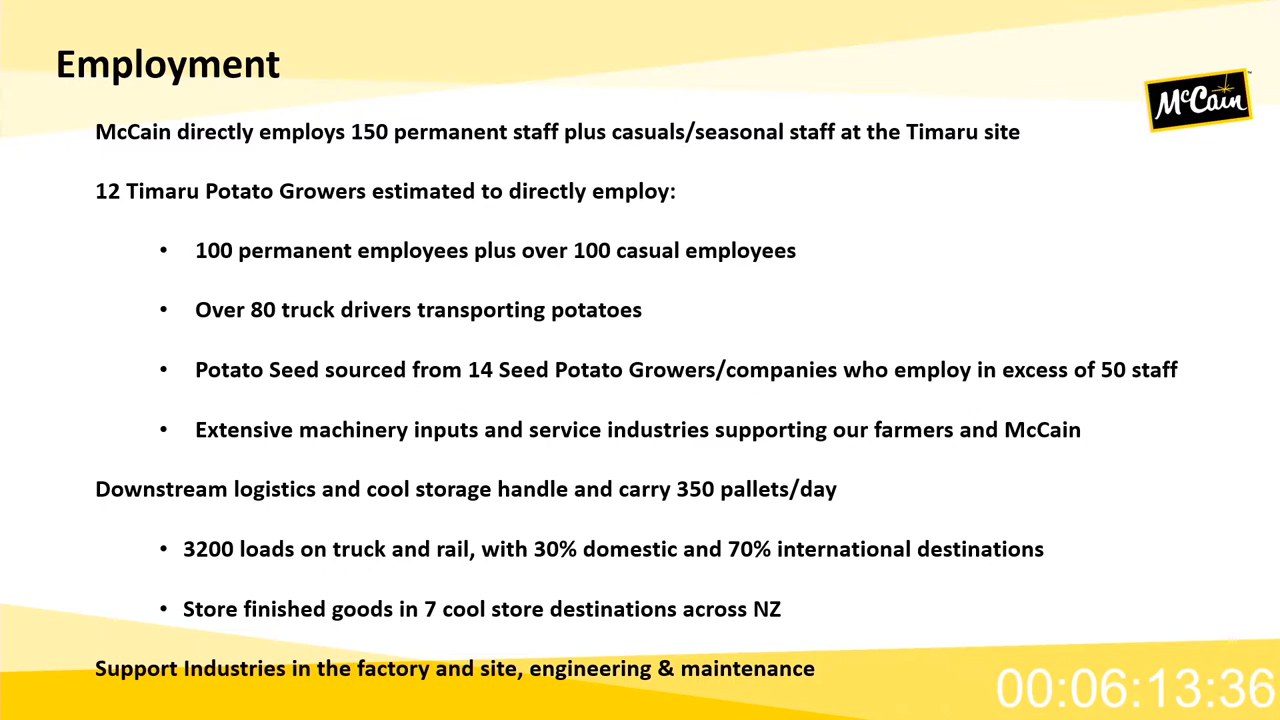 Employment
McCain
McCain directly employs 150 permanent staff plus casuals/seasonal staff at the Timaru site
12 Timaru Potato Growers estimated to directly employ:
• 100 permanent employees plus over 100 casual employees
• Over 80 truck drivers transporting potatoes
• Potato Seed sourced from 14 Seed Potato Growers/companies who employ in excess of 50 staff
• Extensive machinery inputs and service industries supporting our farmers and McCain
Downstream logistics and cool storage handle and carry 350 pallets/day
• 3200 loads on truck and rail, with 30% domestic and 70% international destinations
• Store finished goods in 7 cool store destinations across NZ
Support Industries in the factory and site, engineering & maintenance
00:06:13:36